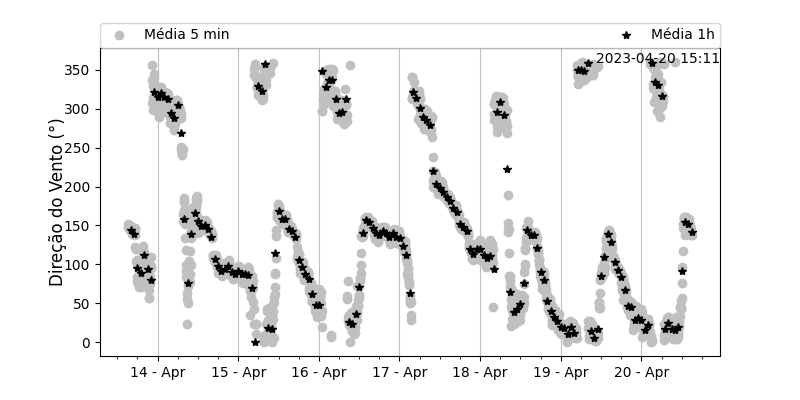 Média 5 min
Média 1h
2023-04-20 15:11
Direção do Vento (°)
350
300
250
200
150
100
50
0
14 - Apr
15 - Apr
16 - Apr
17 - Apr
18 - Apr
19 - Apr
20 - Apr